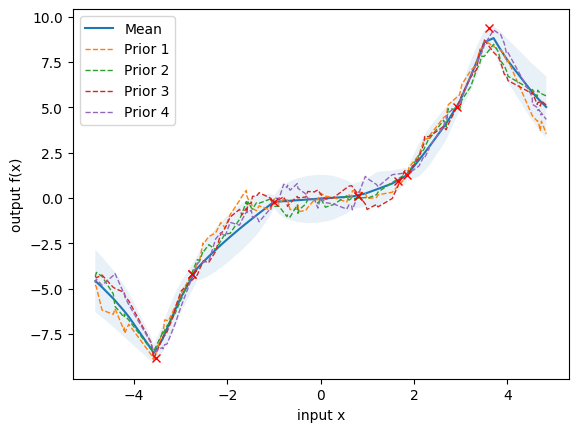 10.0
7.5
5.0
2.5
0.0
−2.5
−5.0
−7.5
output f(x)
Mean
Prior 1
Prior 2
Prior 3
Prior 4
−4
−2
0
2
4
input x